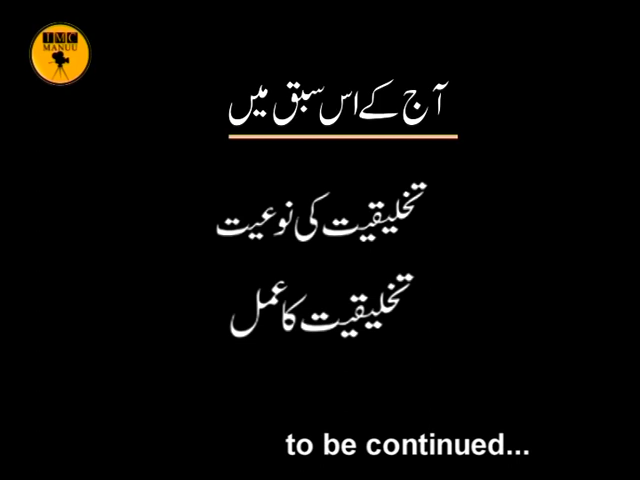 IMC
MANUU
آج کے اس سبق میں
تخلیقیت کی نوعیت
تخلیقیت کا عمل
to be continued...